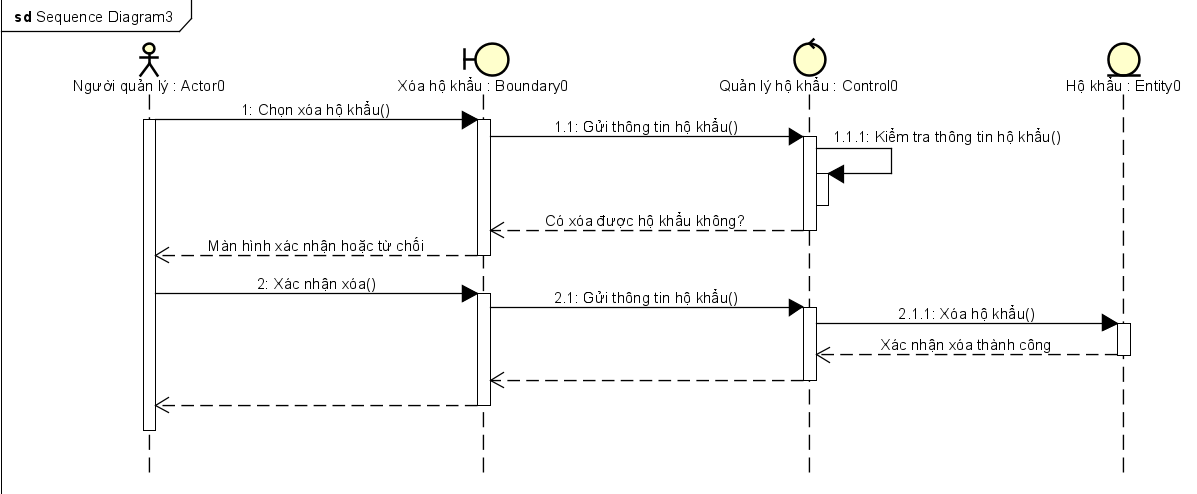 sd Sequence Diagram3
Người quản lý : Actor0
Xóa hộ khẩu : Boundary0
Quản lý hộ khẩu : Control0
Hộ khẩu : Entity0
1: Chọn xóa hộ khẩu()
1.1: Gửi thông tin hộ khẩu()
1.1.1: Kiểm tra thông tin hộ khẩu()
Có xóa được hộ khẩu không?
Màn hình xác nhận hoặc từ chối
2: Xác nhận xóa()
2.1: Gửi thông tin hộ khẩu()
2.1.1: Xóa hộ khẩu()
Xác nhận xóa thành công